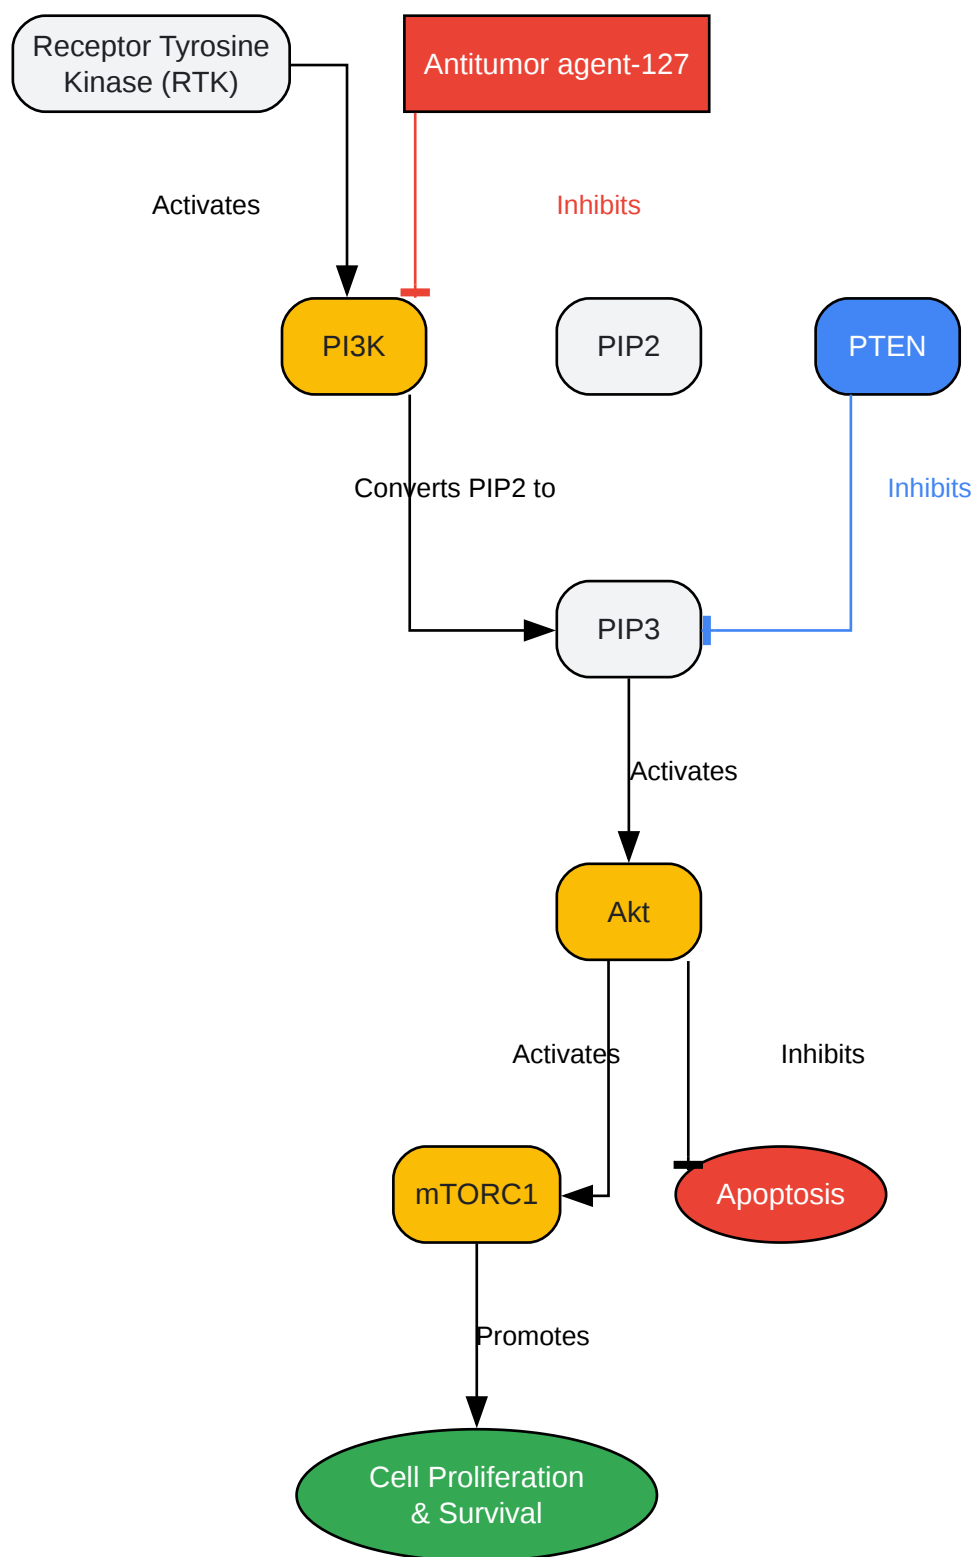 Receptor Tyrosine
Kinase (RTK)
Antitumor agent-127
Activates
Inhibits
PI3K
PIP2
PTEN
Converts PIP2 to
Inhibits
PIP3
Activates
Akt
Activates
Inhibits
mTORC1
Apoptosis
Promotes
Cell Proliferation
& Survival